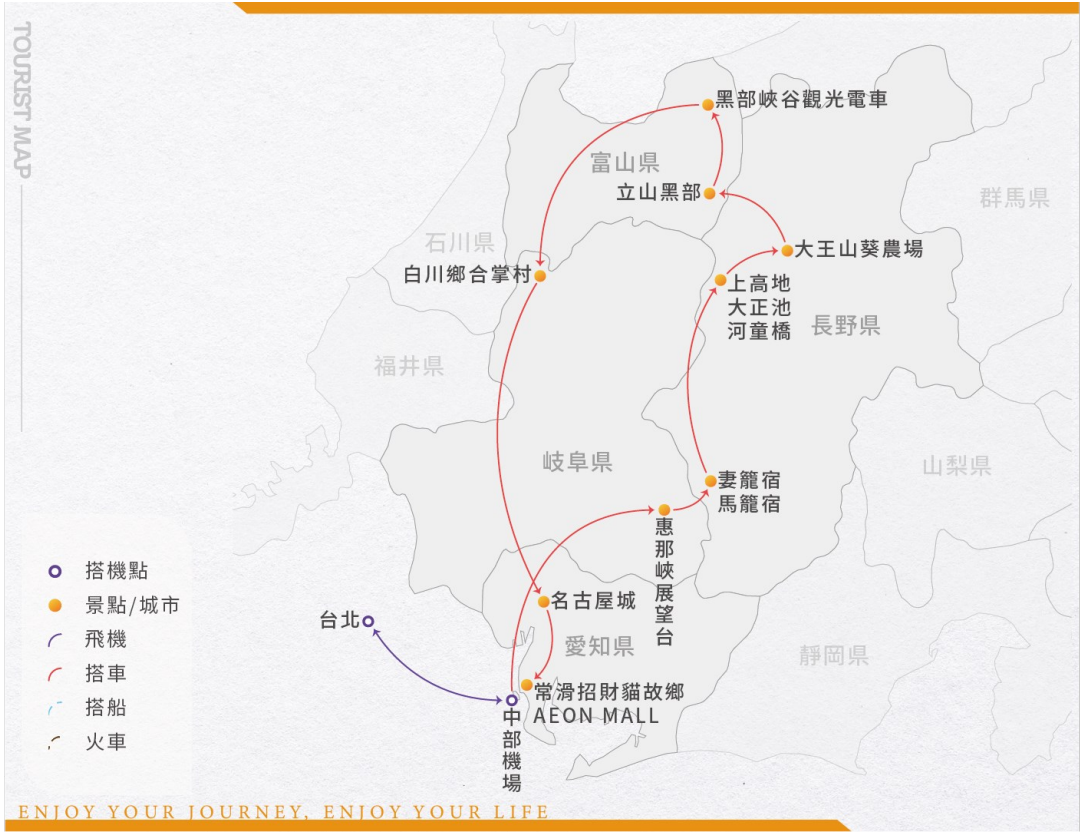 TOURIST MAP
黑部峽谷觀光電車
富山県
立山黑部
群馬県
石川県
大王山葵農場
白川鄉合掌村
上高地
大正池
河童橋
長野県
福井県
岐阜県
山梨県
妻籠宿
馬籠宿
惠那峽展望台
搭機點
景點/城市
飛機
搭車
搭船
火車
台北
名古屋城
愛知県
靜岡県
常滑招財貓故鄉
AEON MALL
中部機場
ENJOY YOUR JOURNEY, ENJOY YOUR LIFE